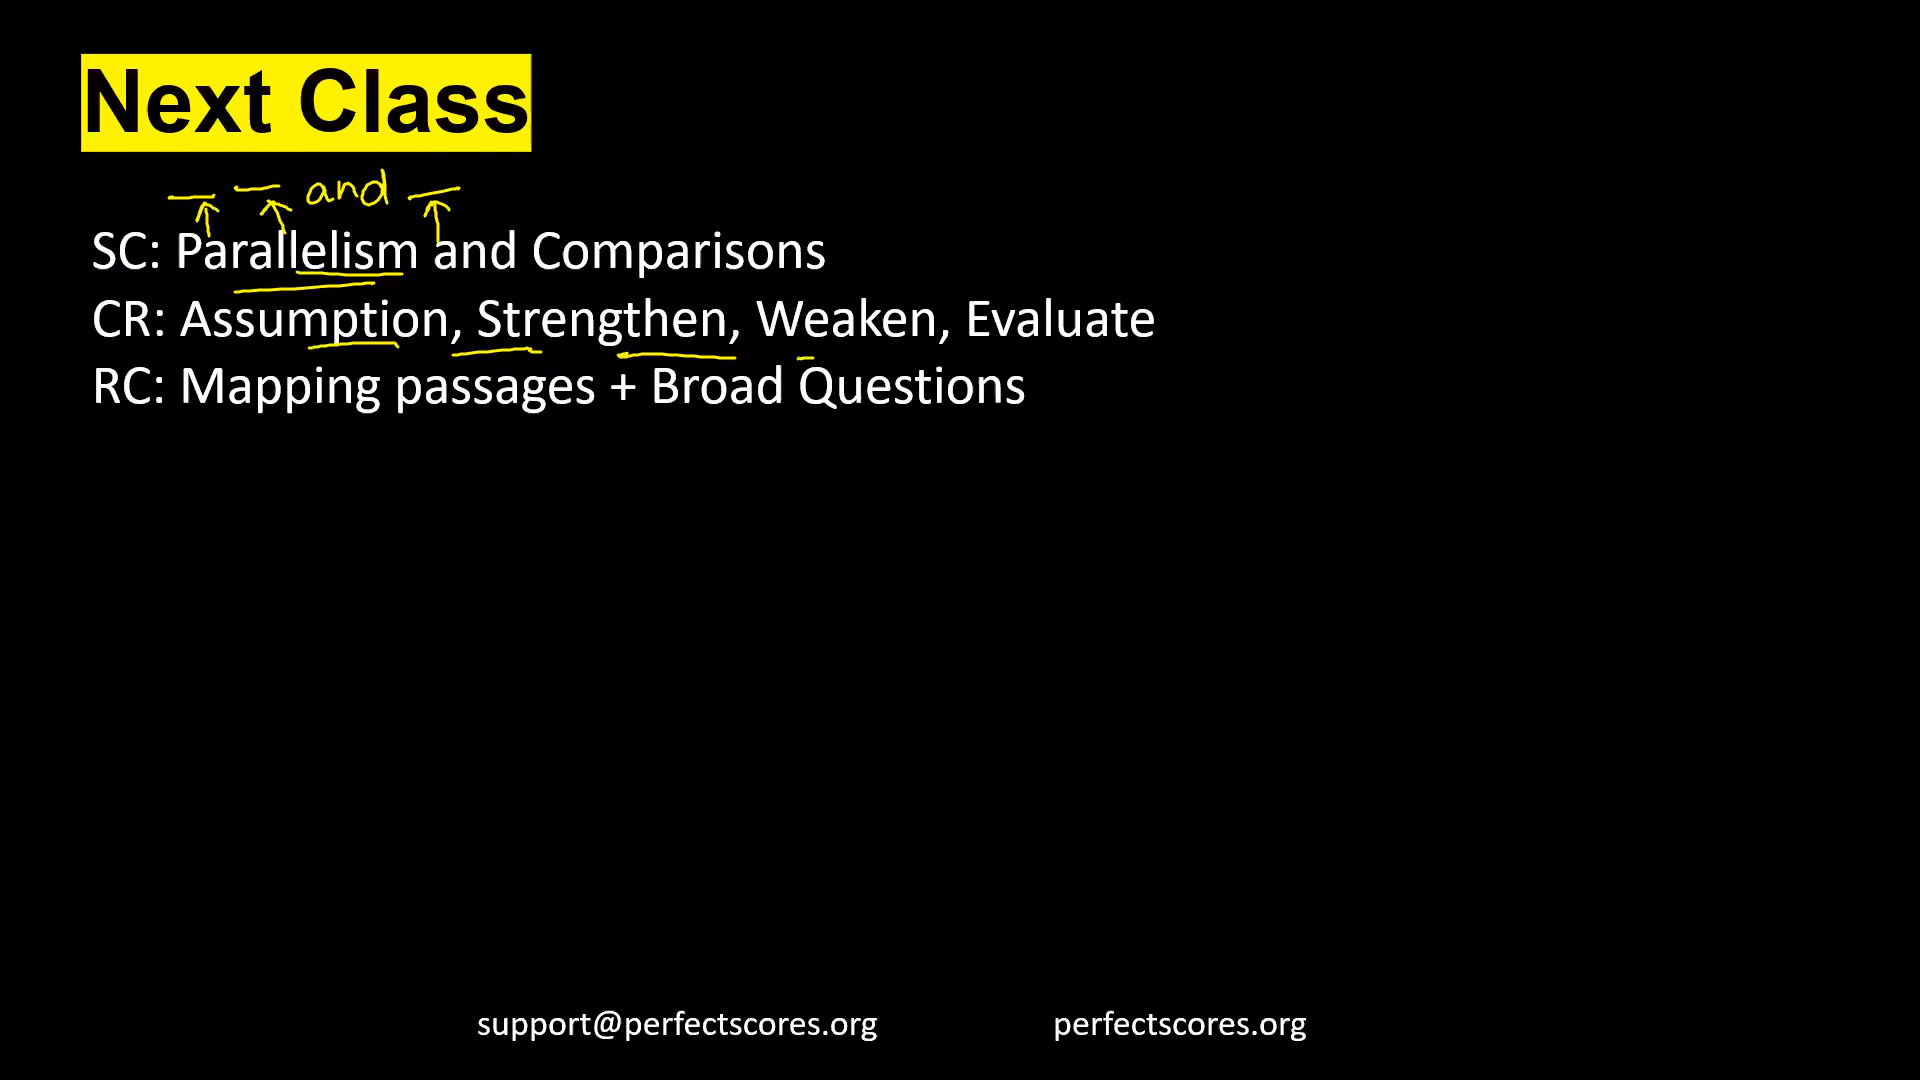 Next Class
and
SC: Parallelism and Comparisons
CR: Assumption, Strengthen, Weaken, Evaluate
RC: Mapping passages + Broad Questions
support@perfectscores.org perfectscores.org